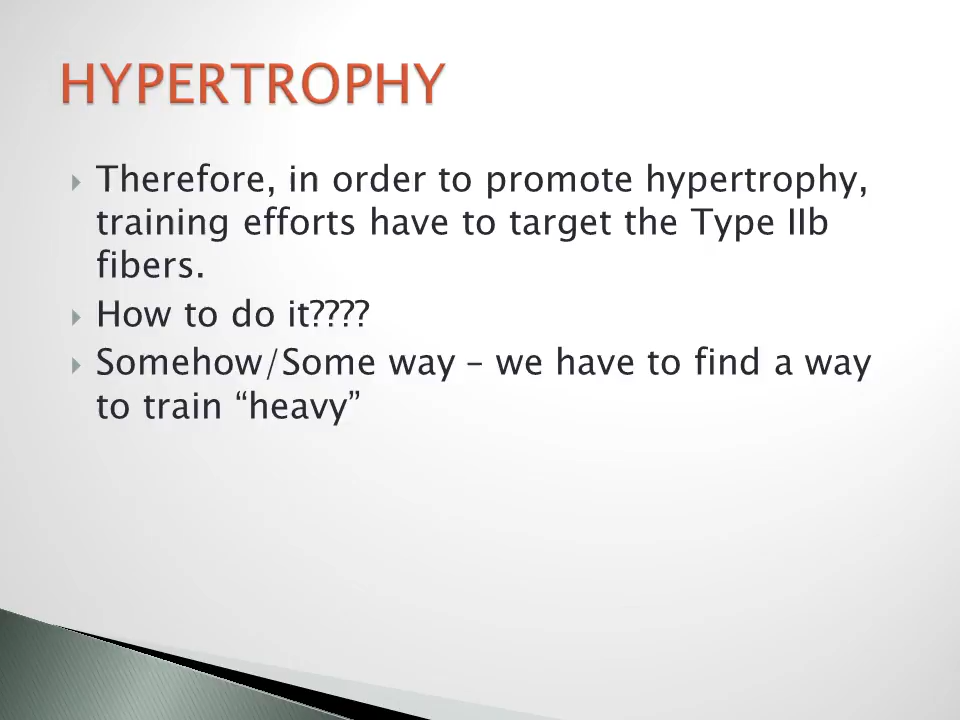 HYPERTROPHY
Therefore, in order to promote hypertrophy,
training efforts have to target the Type IIb
fibers.
How to do it????
Somehow/Some way – we have to find a way
to train “heavy”